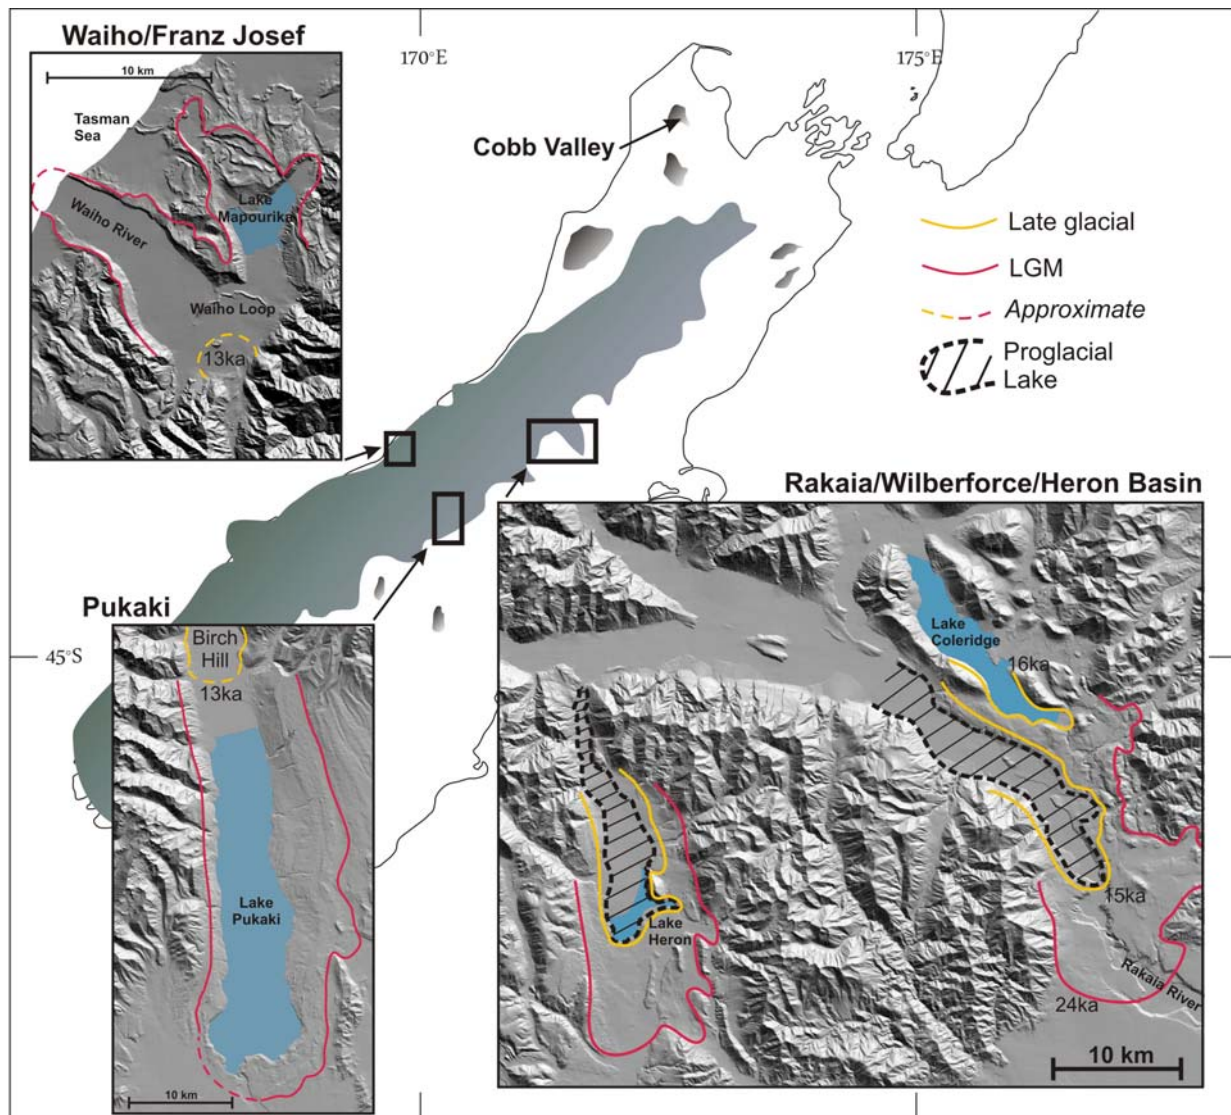 Waiho/Franz Josef
10 km
Tasman
Sea
Waiho River
Lake
Mapourika
Waiho Loop
13ka
170°E
175°E
Cobb Valley
Late glacial
LGM
Approximate
Proglacial
Lake
45°S
Pukaki
Birch
Hill
13ka
Lake
Pukaki
10 km
Rakaia/Wilberforce/Heron Basin
Lake
Coleridge
16ka
Lake
Heron
15ka
24ka
Rakaia River
10 km